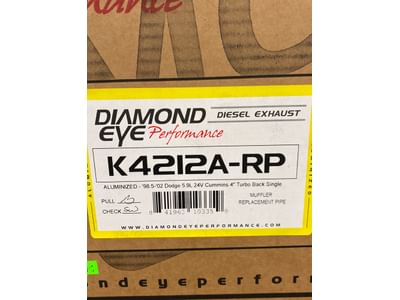 DIAMOND EYE Performance
DIESEL EXHAUST
K4212A-RP
ALUMINIZED - '98.5-'02 Dodge 5.9L 24V Cummins 4" Turbo Back Single
PULL
CHECK
MUFFLER
REPLACEMENT PIPE
WWW.DIAMONDEYEPERFORMANCE.COM
ndeyeperfor